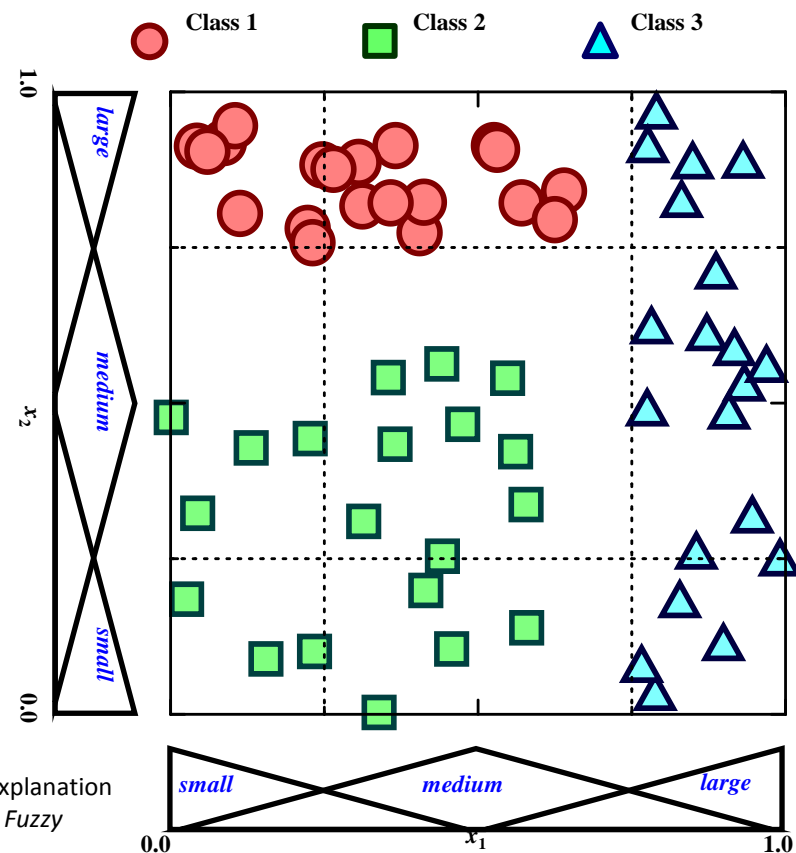 Class 1
Class 2
Class 3
1.0
large
medium
x2
small
0.0
small
medium
large
xplanation
Fuzzy
0.0
x1
1.0